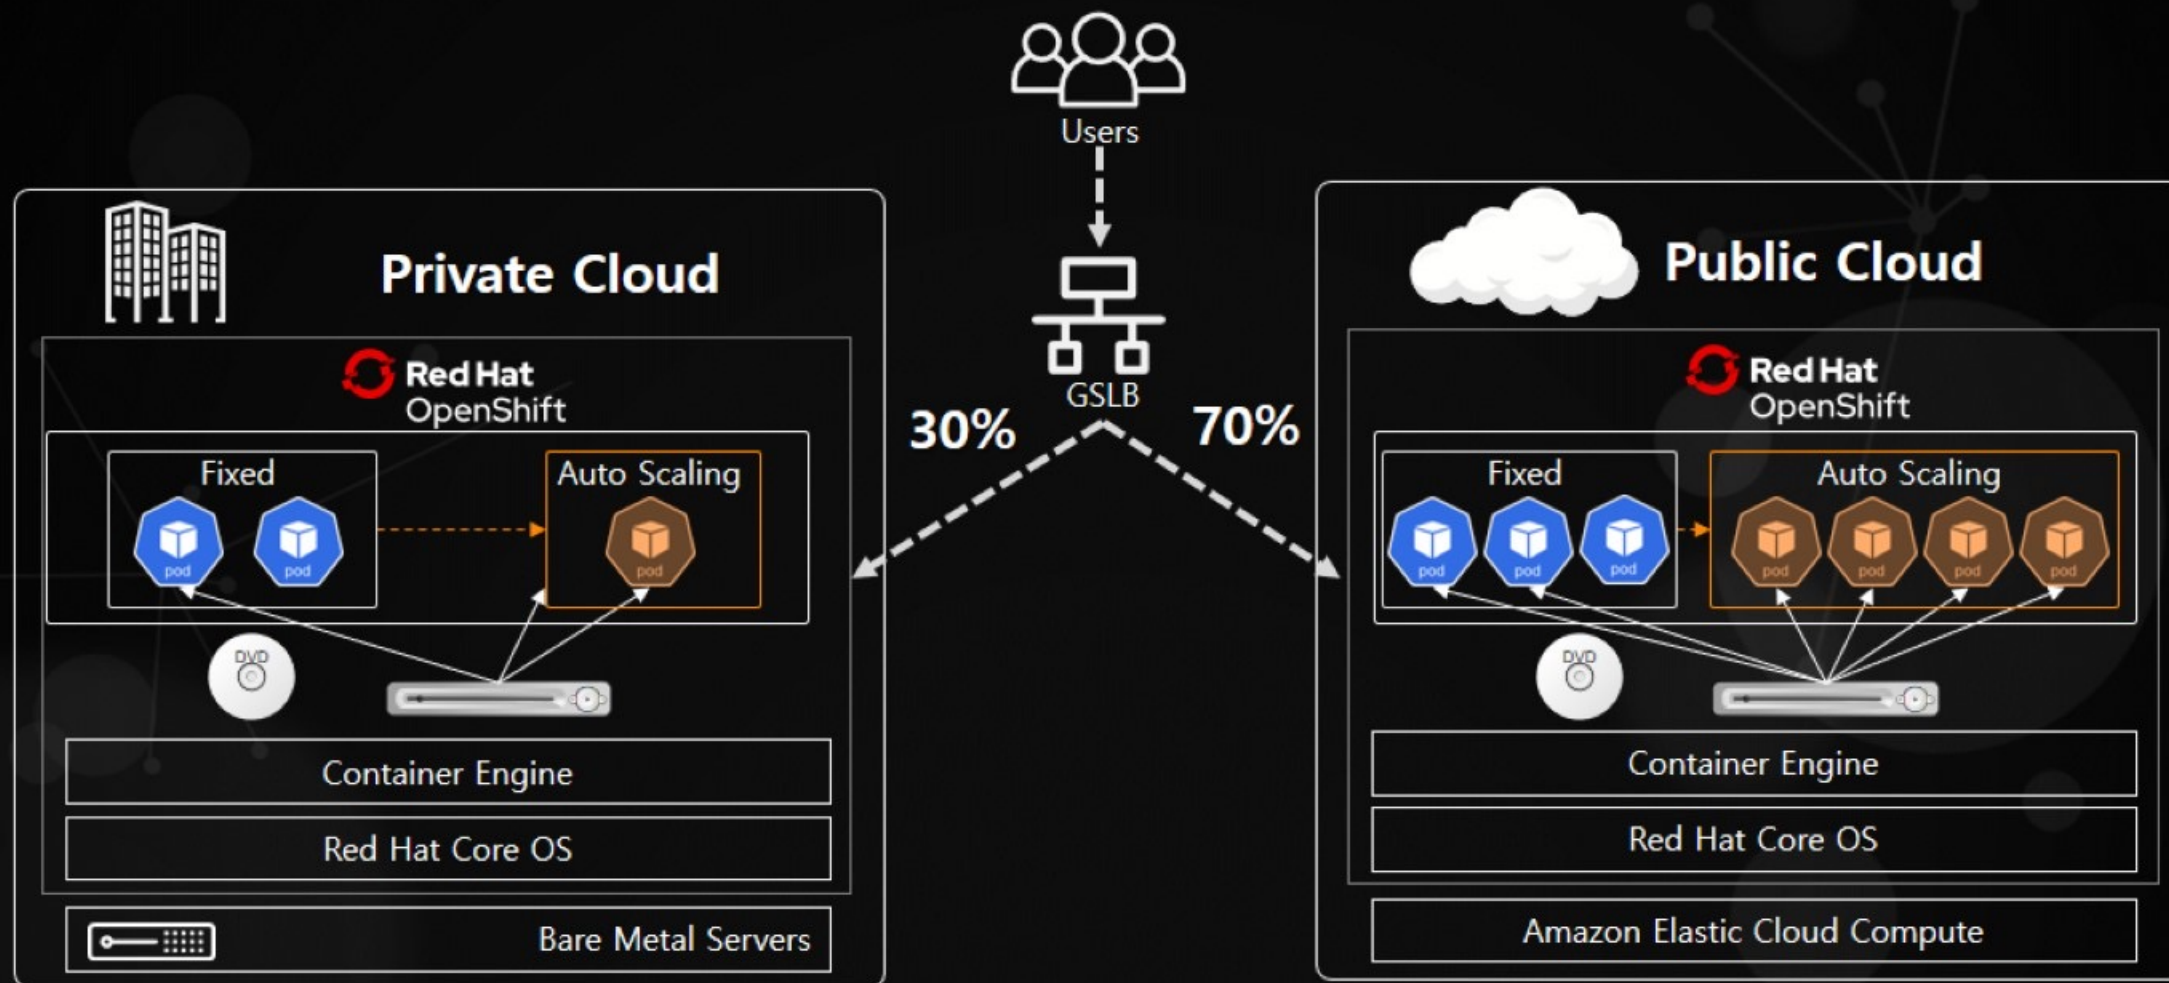 Users
GSLB
30%
70%
Private Cloud
Red Hat
OpenShift
Fixed
pod
pod
Auto Scaling
pod
DVD
Container Engine
Red Hat Core OS
Bare Metal Servers
Public Cloud
Red Hat
OpenShift
Fixed
pod
pod
pod
Auto Scaling
pod
pod
pod
pod
DVD
Container Engine
Red Hat Core OS
Amazon Elastic Cloud Compute